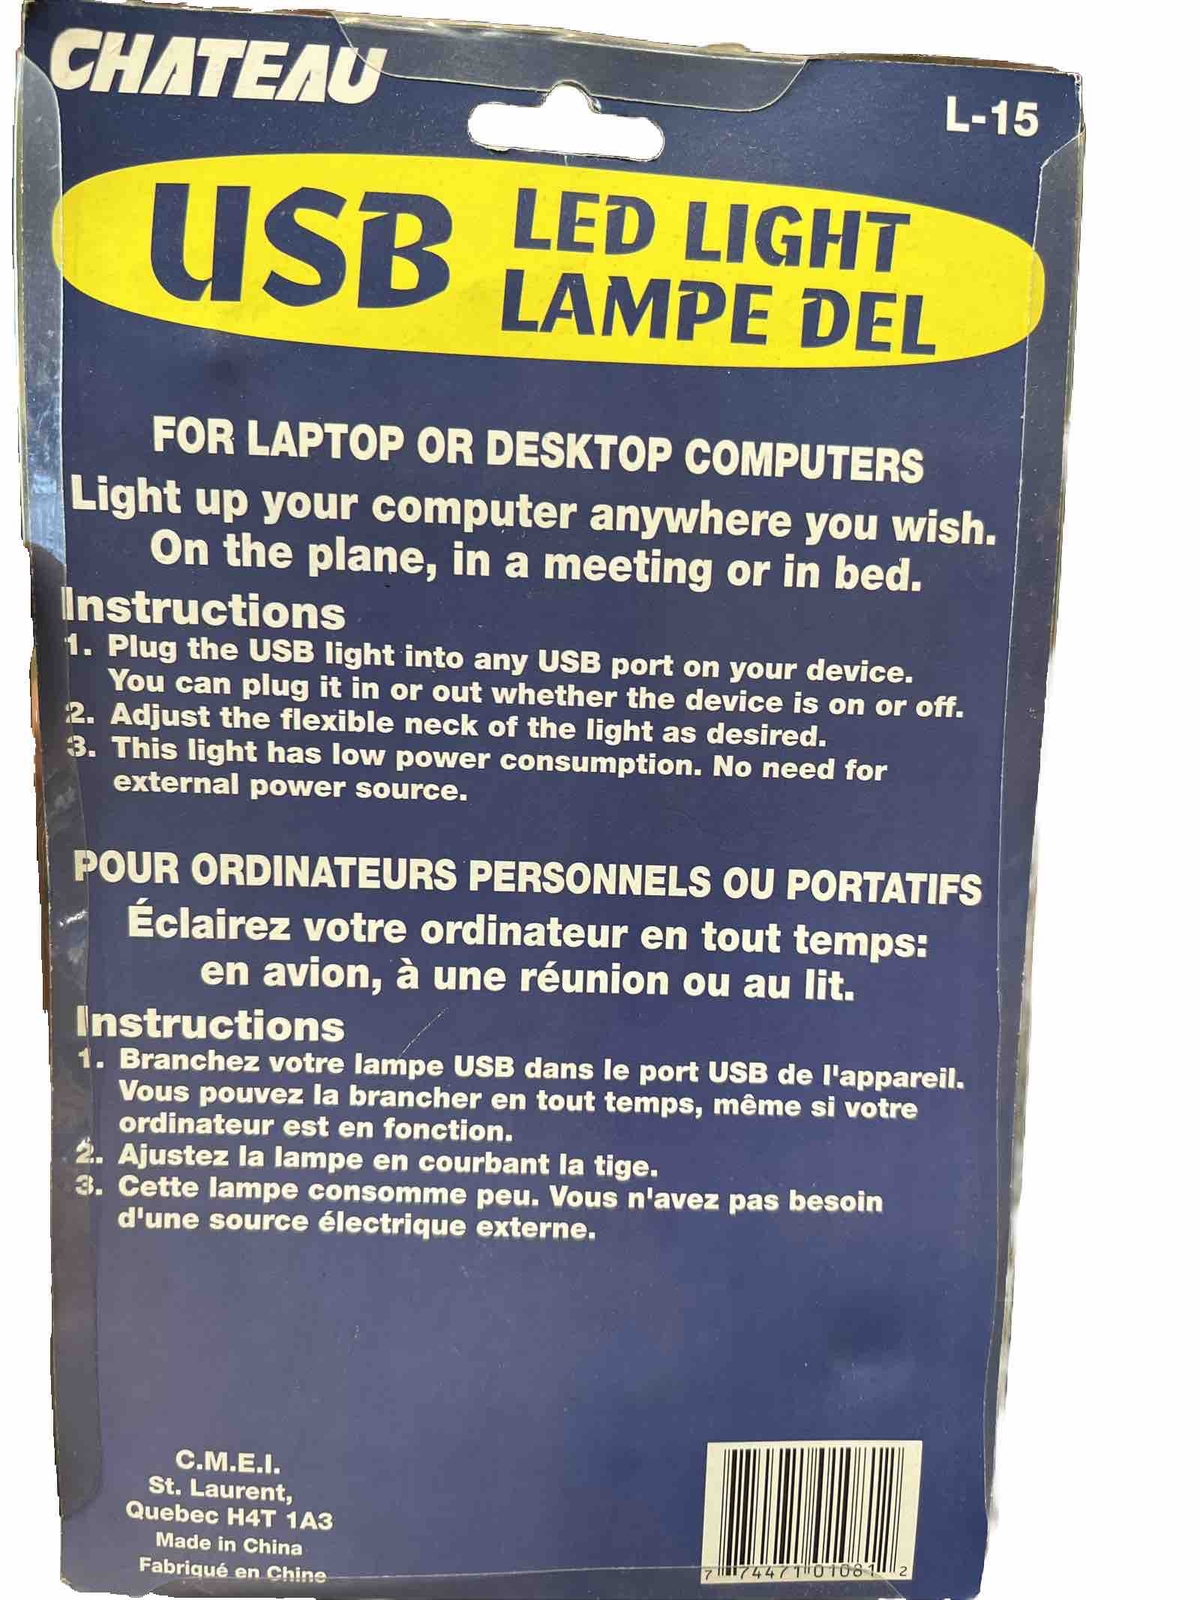 CHATEAU
L-15
USB LED LIGHT
LAMPE DEL
FOR LAPTOP OR DESKTOP COMPUTERS
Light up your computer anywhere you wish.
On the plane, in a meeting or in bed.
Instructions
1. Plug the USB light into any USB port on your device.
You can plug it in or out whether the device is on or off.
2. Adjust the flexible neck of the light as desired.
3. This light has low power consumption. No need for
external power source.
POUR ORDINATEURS PERSONNELS OU PORTATIFS
Éclairez votre ordinateur en tout temps:
en avion, à une réunion ou au lit.
Instructions
1. Branchez votre lampe USB dans le port USB de l'appareil.
Vous pouvez la brancher en tout temps, même si votre
ordinateur est en fonction.
2. Ajustez la lampe en courbant la tige.
3. Cette lampe consomme peu. Vous n'avez pas besoin
d'une source électrique externe.
C.M.E.I.
St. Laurent,
Quebec H4T 1A3
Made in China
Fabriqué en Chine
7 74471 01081 2